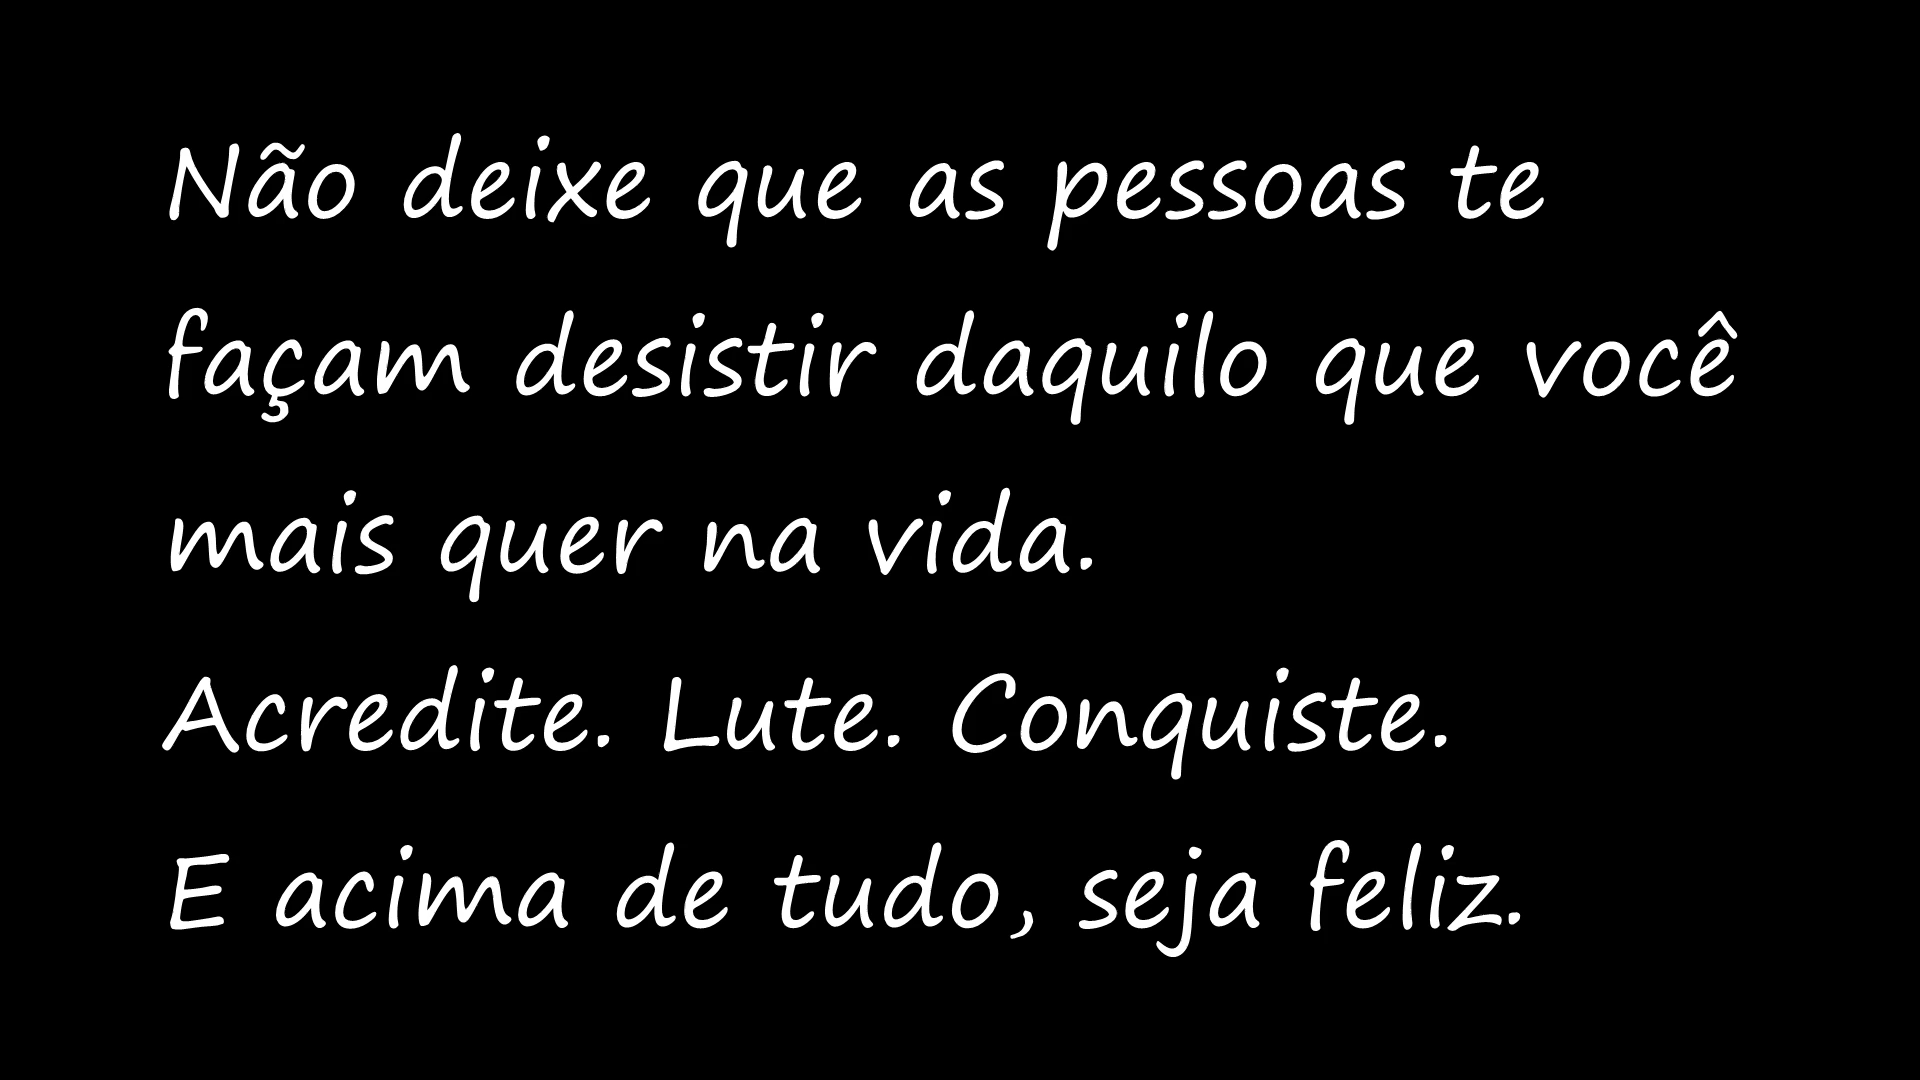 Não deixe que as pessoas te
façam desistir daquilo que você
mais quer na vida.
Acredite. Lute. Conquiste.
E acima de tudo, seja feliz.